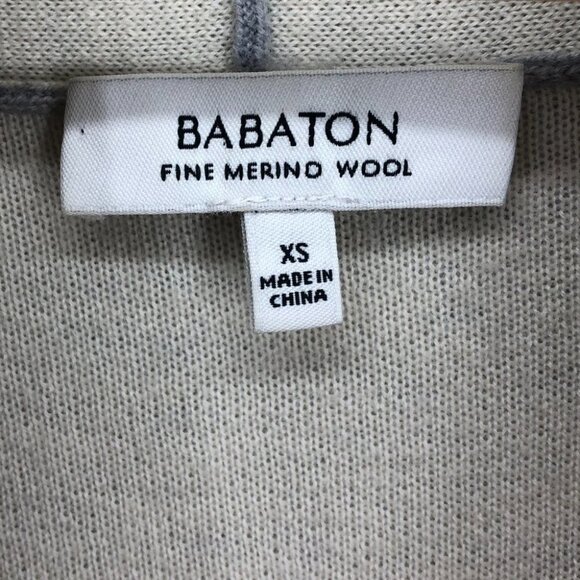 BABATON
FINE MERINO WOOL
XS
MADE IN
CHINA